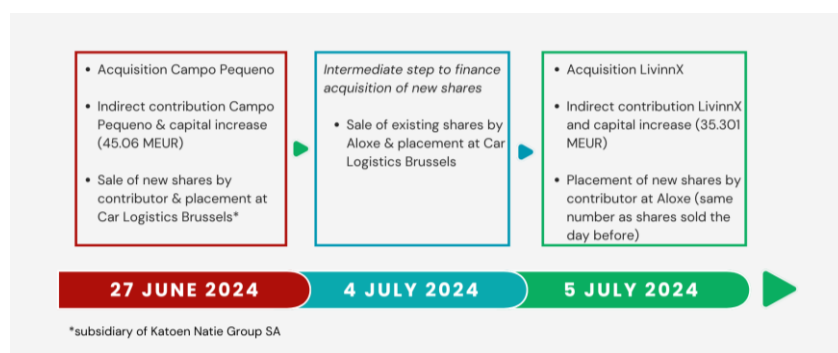 • Acquisition Campo Pequeno
• Indirect contribution Campo
Pequeno & capital increase
(45.06 MEUR)
• Sale of new shares by
contributor & placement at
Car Logistics Brussels*
Intermediate step to finance
acquisition of new shares
• Sale of existing shares by
Aloxe & placement at Car
Logistics Brussels
• Acquisition LivinnX
• Indirect contribution LivinnX
and capital increase (35.301
MEUR)
• Placement of new shares by
contributor at Aloxe (same
number as shares sold the
day before)
27 JUNE 2024
4 JULY 2024
5 JULY 2024
*subsidiary of Katoen Natie Group SA